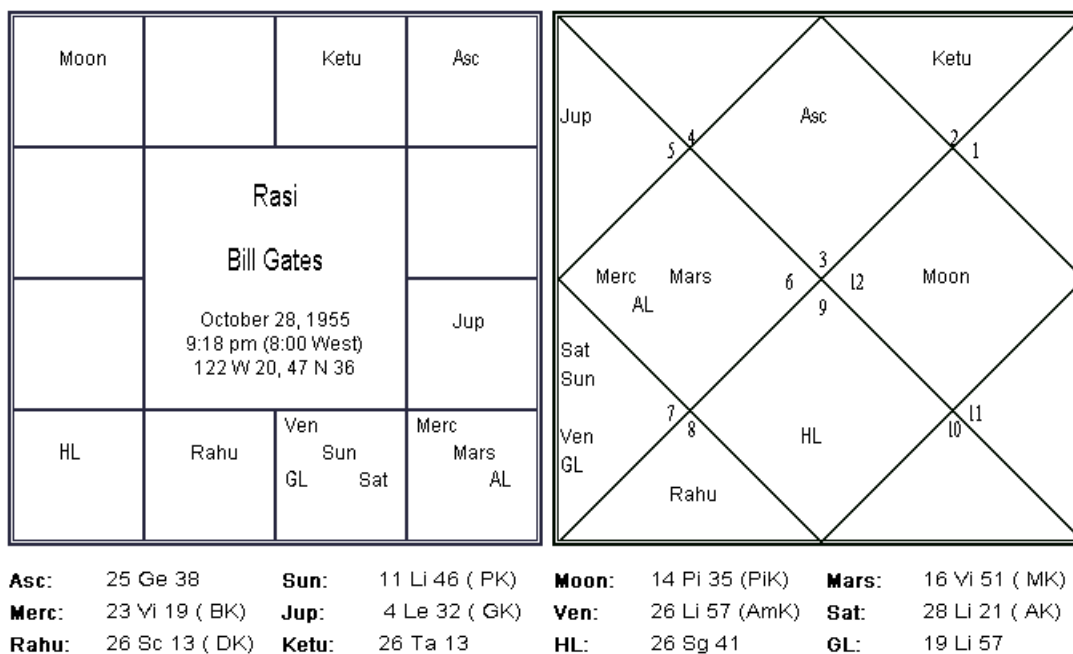 Moon Ketu Asc
Rasi
Bill Gates
October 28, 1955
9:18 pm (8:00 West)
122 W 20, 47 N 36
Jup
HL Rahu
Ven
Sun
GL Sat
Merc
Mars
AL
Ketu
Jup Asc
4 2
5 1
3
Merc Mars 6 12 Moon
AL 9
Sat
Sun
7 11
8 10
Ven HL
GL
Rahu
Asc: 25 Ge 38 Sun: 11 Li 46 ( PK) Moon: 14 Pi 35 (PiK) Mars: 16 Vi 51 ( MK)
Merc: 23 Vi 19 ( BK) Jup: 4 Le 32 ( GK) Ven: 26 Li 57 (AmK) Sat: 28 Li 21 ( AK)
Rahu: 26 Sc 13 ( DK) Ketu: 26 Ta 13 HL: 26 Sg 41 GL: 19 Li 57